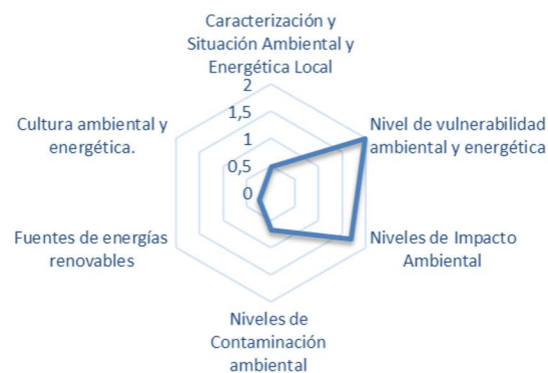 Caracterización y
Situación Ambiental y
Energética Local
2
1,5
1
0,5
0
Nivel de vulnerabilidad
ambiental y energética
Niveles de Impacto
Ambiental
Niveles de
Contaminación
ambiental
Fuentes de energías
renovables
Cultura ambiental y
energética.